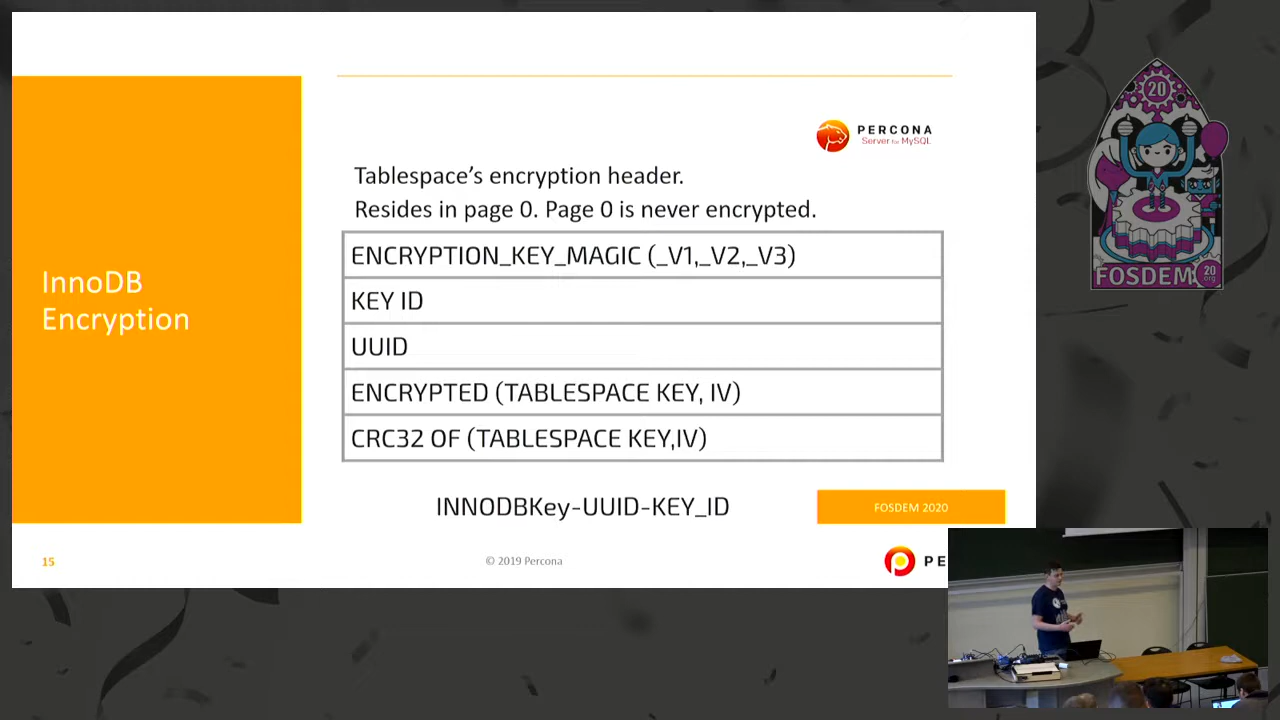 PERCONA
Server for MySQL
Tablespace’s encryption header.
Resides in page 0. Page 0 is never encrypted.
InnoDB
Encryption
ENCRYPTION_KEY_MAGIC (_V1,_V2,_V3)
KEY ID
UUID
ENCRYPTED (TABLESPACE KEY, IV)
CRC32 OF (TABLESPACE KEY,IV)
INNODBKey-UUID-KEY_ID
FOSDEM 2020
15
© 2019 Percona
PE
20
FOSDEM
20
.org